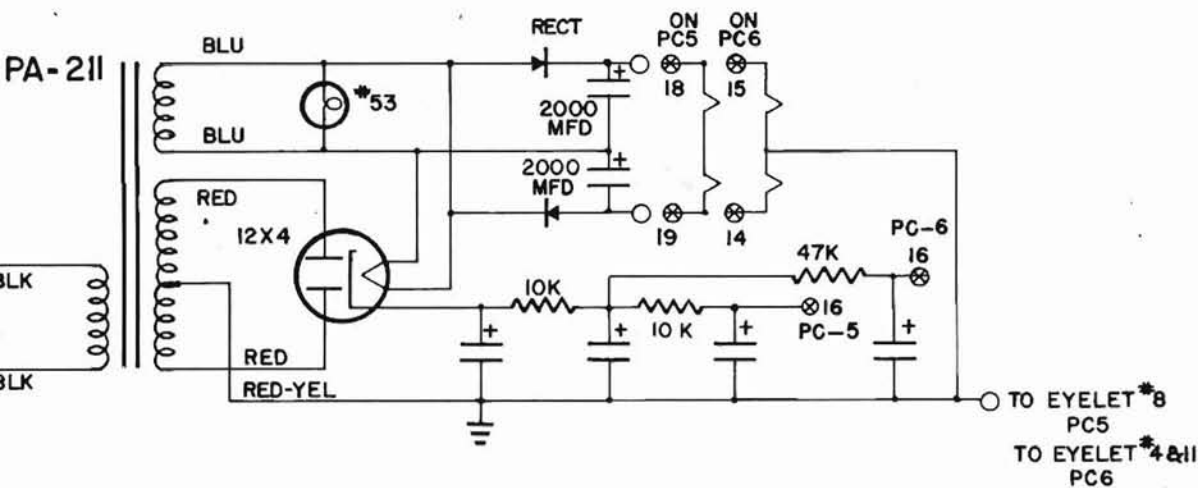 PA-211
BLU
BLU
#53
RECT
ON
PC5
ON
PC6
18
15
2000
MFD
2000
MFD
19
14
RED
12X4
BLK
BLK
RED
RED-YEL
10K
10K
47K
PC-6
16
16
PC-5
TO EYELET #8
PC5
TO EYELET #4&11
PC6